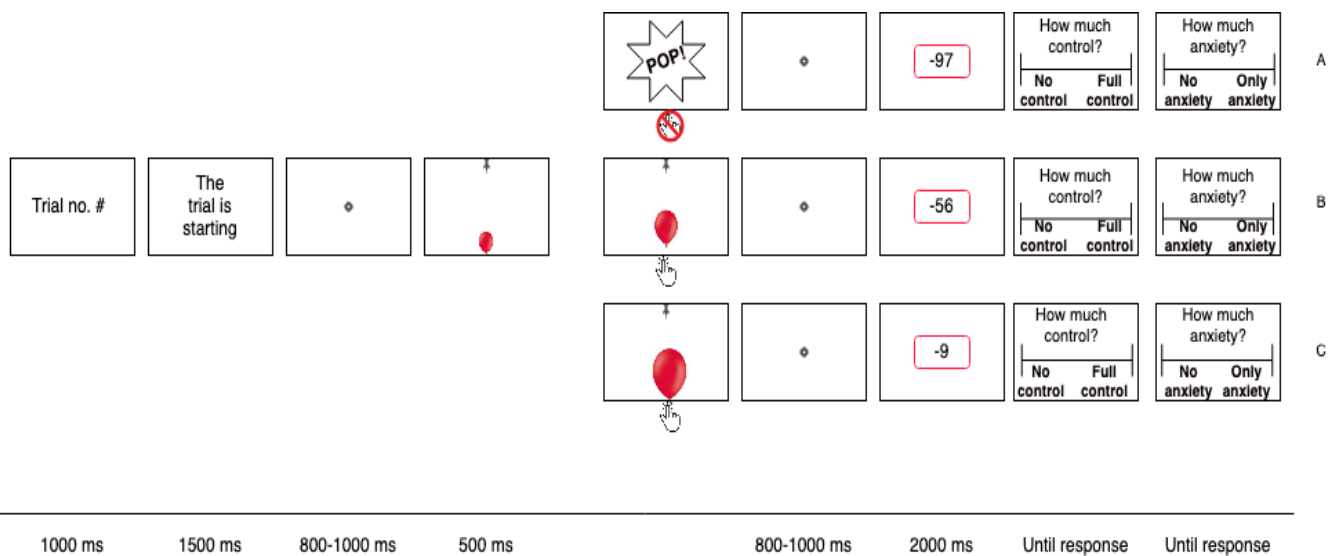 POP!
-97
How much
control?
No Full
control control
How much
anxiety?
No Only
anxiety anxiety
A
Trial no. #
The
trial is
starting
-56
How much
control?
No Full
control control
How much
anxiety?
No Only
anxiety anxiety
B
-9
How much
control?
No Full
control control
How much
anxiety?
No Only
anxiety anxiety
C
1000 ms 1500 ms 800-1000 ms 500 ms 800-1000 ms 2000 ms Until response Until response